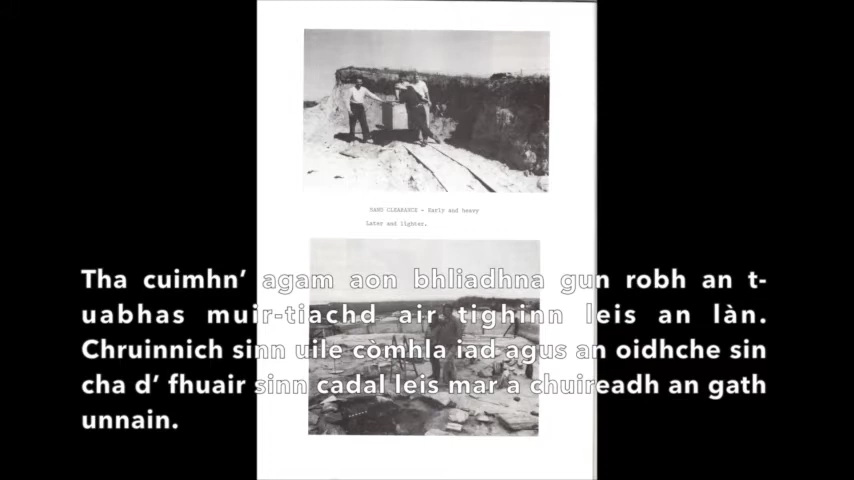 SAND CLEARANCE - Early and heavy
Later and lighter.
Tha cuimhn’ agam aon bhliadhna gun robh an t-
uabhas muir-tiachd air tighinn leis an làn.
Chruinnich sinn uile còmhla iad agus an oidhche sin
cha d’ fhuair sinn cadal leis mar a chuireadh an gath
unnain.